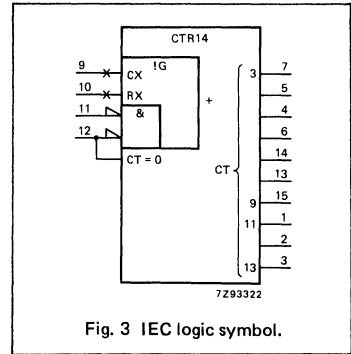 CTR14
9 CX !G 3 7
5
10 RX +
11 & 4
12 6
14
CT = 0 CT 13
9 15
11 1
2
13 3
7Z93322
Fig. 3 IEC logic symbol.